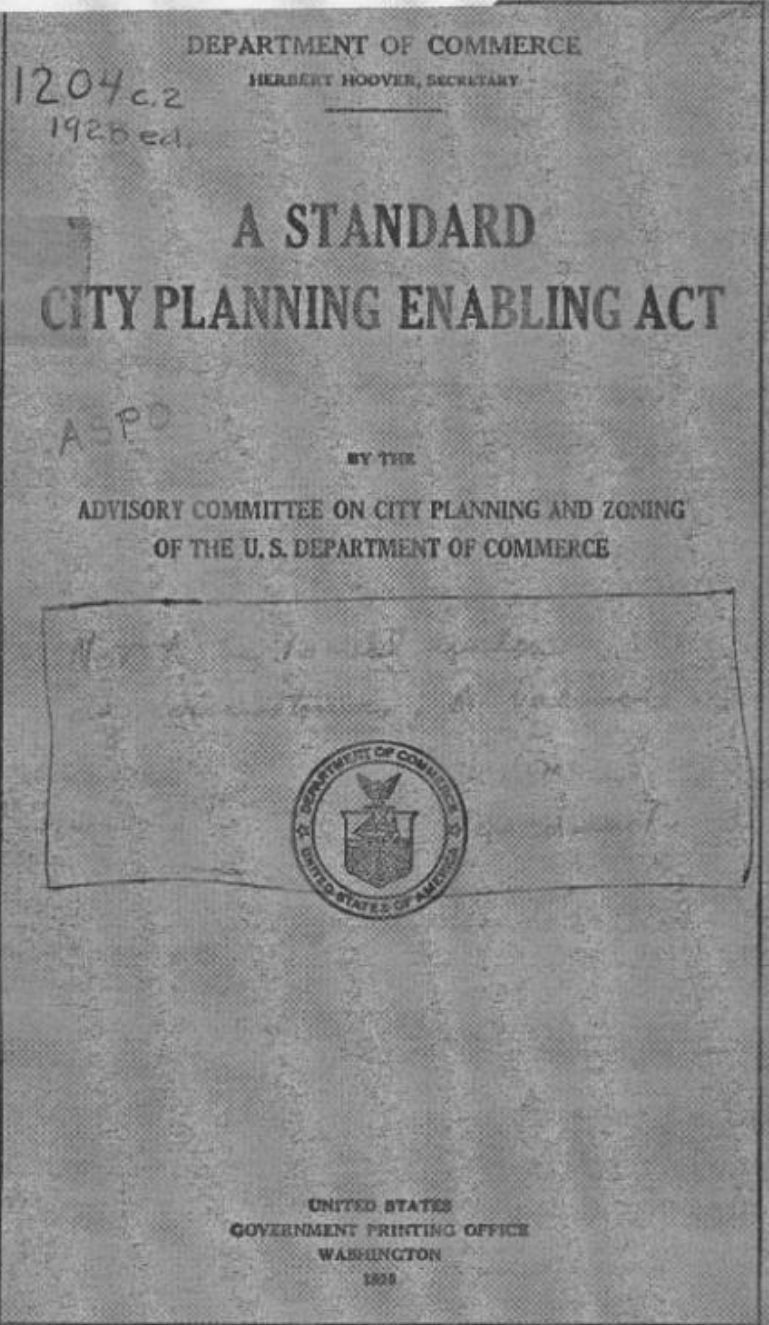 DEPARTMENT OF COMMERCE
HERBERT HOOVER, SECRETARY
1204 c.2
1928 ed.
A STANDARD
CITY PLANNING ENABLING ACT
ASPO
BY THE
ADVISORY COMMITTEE ON CITY PLANNING AND ZONING
OF THE U. S. DEPARTMENT OF COMMERCE
DEPARTMENT OF COMMERCE
UNITED STATES OF AMERICA
UNITED STATES
GOVERNMENT PRINTING OFFICE
WASHINGTON
1928